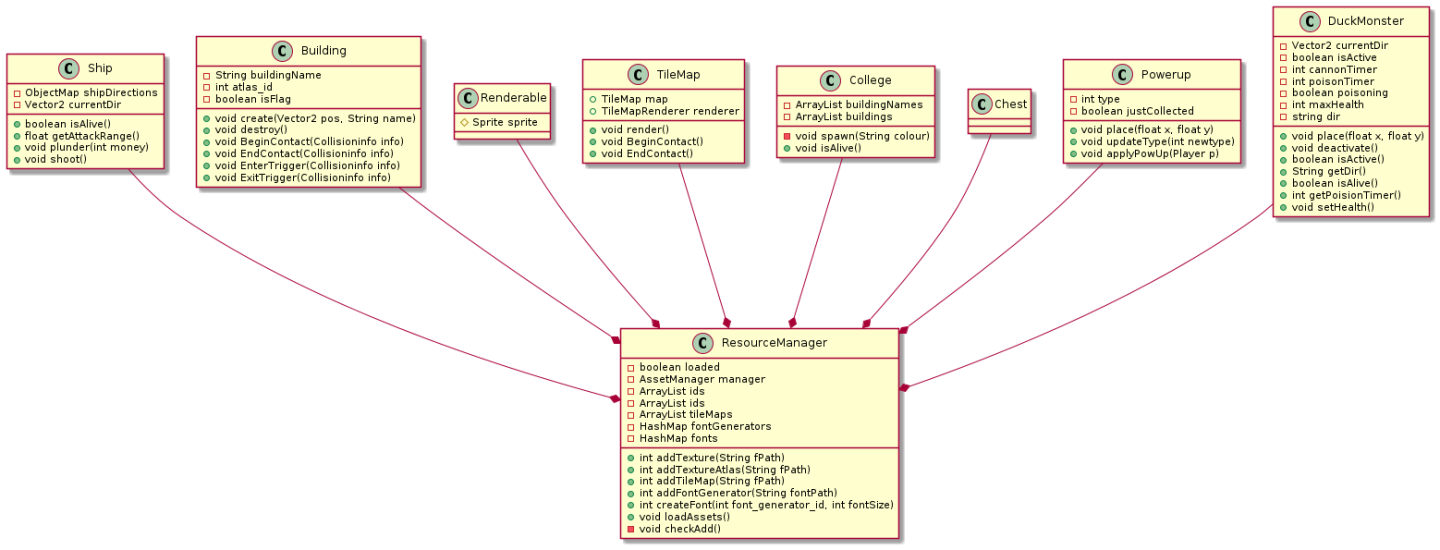 C Ship
ObjectMap shipDirections
Vector2 currentDir
boolean isAlive()
float getAttackRange()
void plunder(int money)
void shoot()
C Building
String buildingName
int atlas_id
boolean isFlag
void create(Vector2 pos, String name)
void destroy()
void BeginContact(Collisioninfo info)
void EndContact(Collisioninfo info)
void EnterTrigger(Collisioninfo info)
void ExitTrigger(Collisioninfo info)
C Renderable
Sprite sprite
C TileMap
TileMap map
TileMapRenderer renderer
void render()
void BeginContact()
void EndContact()
C College
ArrayList buildingNames
ArrayList buildings
void spawn(String colour)
void isAlive()
C Chest
C Powerup
int type
boolean justCollected
void place(float x, float y)
void updateType(int newtype)
void applyPowUp(Player p)
C DuckMonster
Vector2 currentDir
boolean isActive
int cannonTimer
int poisonTimer
boolean poisoning
int maxHealth
string dir
void place(float x, float y)
void deactivate()
boolean isActive()
String getDir()
boolean isAlive()
int getPoisionTimer()
void setHealth()
C ResourceManager
boolean loaded
AssetManager manager
ArrayList ids
ArrayList ids
ArrayList tileMaps
HashMap fontGenerators
HashMap fonts
int addTexture(String fPath)
int addTextureAtlas(String fPath)
int addTileMap(String fPath)
int addFontGenerator(String fontPath)
int createFont(int font_generator_id, int fontSize)
void loadAssets()
void checkAdd()